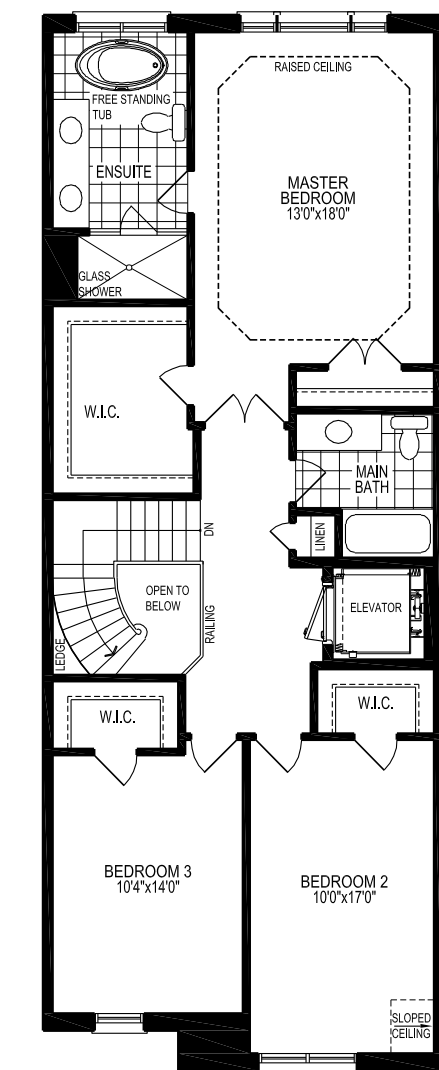 RAISED CEILING
FREE STANDING
TUB
ENSUITE
MASTER
BEDROOM
13'0"x18'0"
GLASS
SHOWER
W.I.C.
MAIN
BATH
DN
LINEN
OPEN TO
BELOW
RAILING
ELEVATOR
LEDGE
W.I.C.
W.I.C.
BEDROOM 3
10'4"x14'0"
BEDROOM 2
10'0"x17'0"
SLOPED
CEILING